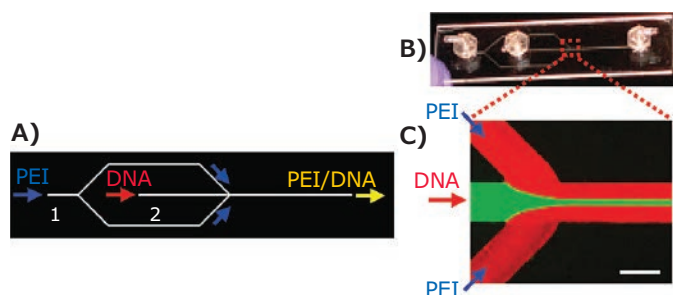 A)
PEI
DNA
PEI/DNA
1
2
B)
C)
PEI
DNA
PEI